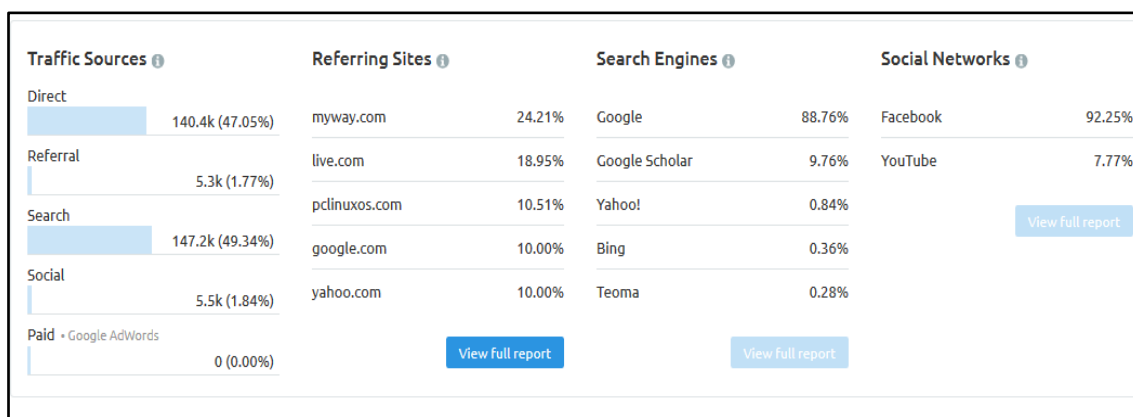 Traffic Sources
Direct
140.4k (47.05%)
Referral
5.3k (1.77%)
Search
147.2k (49.34%)
Social
5.5k (1.84%)
Paid • Google AdWords
0 (0.00%)
Referring Sites
myway.com 24.21%
live.com 18.95%
pclinuxos.com 10.51%
google.com 10.00%
yahoo.com 10.00%
View full report
Search Engines
Google 88.76%
Google Scholar 9.76%
Yahoo! 0.84%
Bing 0.36%
Teoma 0.28%
View full report
Social Networks
Facebook 92.25%
YouTube 7.77%
View full report